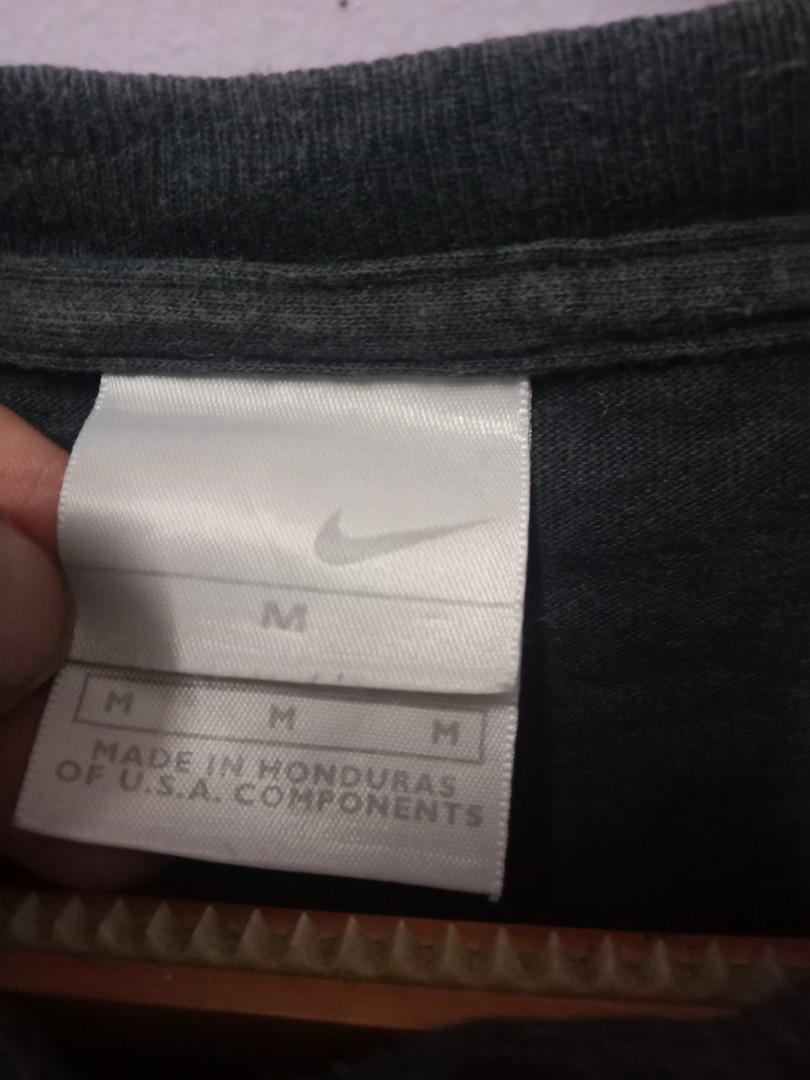 M
M M M
MADE IN HONDURAS
OF U.S.A. COMPONENTS